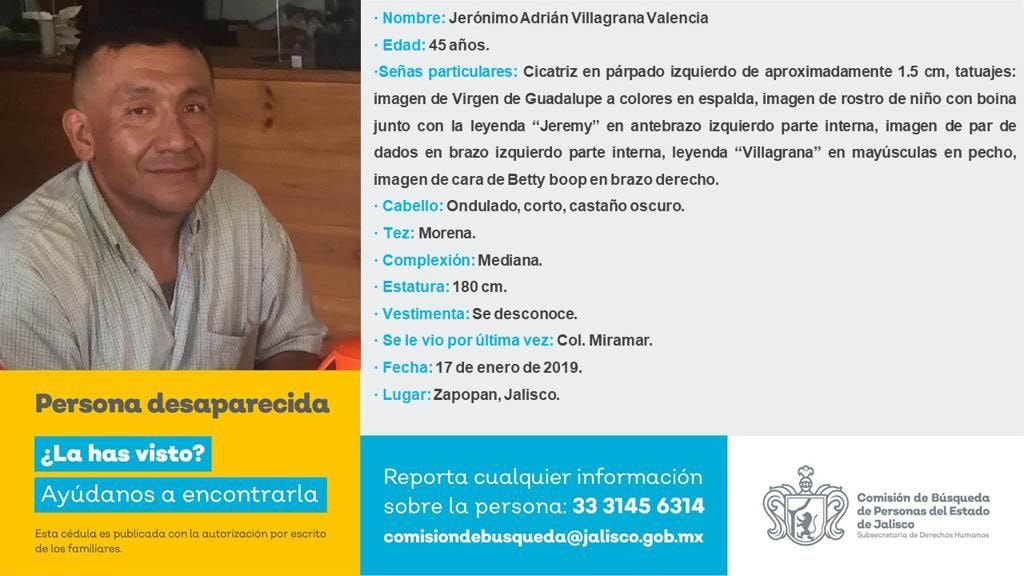 · Nombre: Jerónimo Adrián Villagrana Valencia
· Edad: 45 años.
·Señas particulares: Cicatriz en párpado izquierdo de aproximadamente 1.5 cm, tatuajes:
imagen de Virgen de Guadalupe a colores en espalda, imagen de rostro de niño con boina
junto con la leyenda “Jeremy” en antebrazo izquierdo parte interna, imagen de par de
dados en brazo izquierdo parte interna, leyenda “Villagrana” en mayúsculas en pecho,
imagen de cara de Betty boop en brazo derecho.
· Cabello: Ondulado, corto, castaño oscuro.
· Tez: Morena.
· Complexión: Mediana.
· Estatura: 180 cm.
· Vestimenta: Se desconoce.
· Se le vio por última vez: Col. Miramar.
· Fecha: 17 de enero de 2019.
· Lugar: Zapopan, Jalisco.
Persona desaparecida
¿La has visto?
Ayúdanos a encontrarla
Esta cédula es publicada con la autorización por escrito
de los familiares.
Reporta cualquier información
sobre la persona: 33 3145 6314
comisiondebusqueda@jalisco.gob.mx
Comisión de Búsqueda
de Personas del Estado
de Jalisco
Subsecretaría de Derechos Humanos